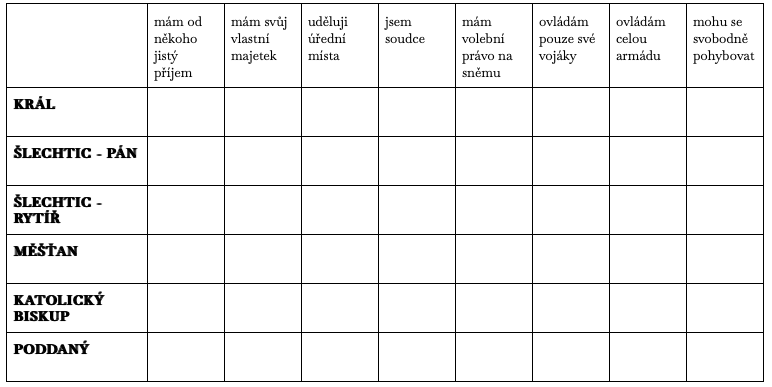 mám od
někoho
jistý
příjem
mám svůj
vlastní
majetek
uděluji
úřední
místa
jsem
soudce
mám
volební
právo na
sněmu
ovládám
pouze své
vojáky
ovládám
celou
armádu
mohu se
svobodně
pohybovat
KRÁL
ŠLECHTIC - PÁN
ŠLECHTIC -
RYTÍŘ
MĚŠŤAN
KATOLICKÝ
BISKUP
PODDANÝ